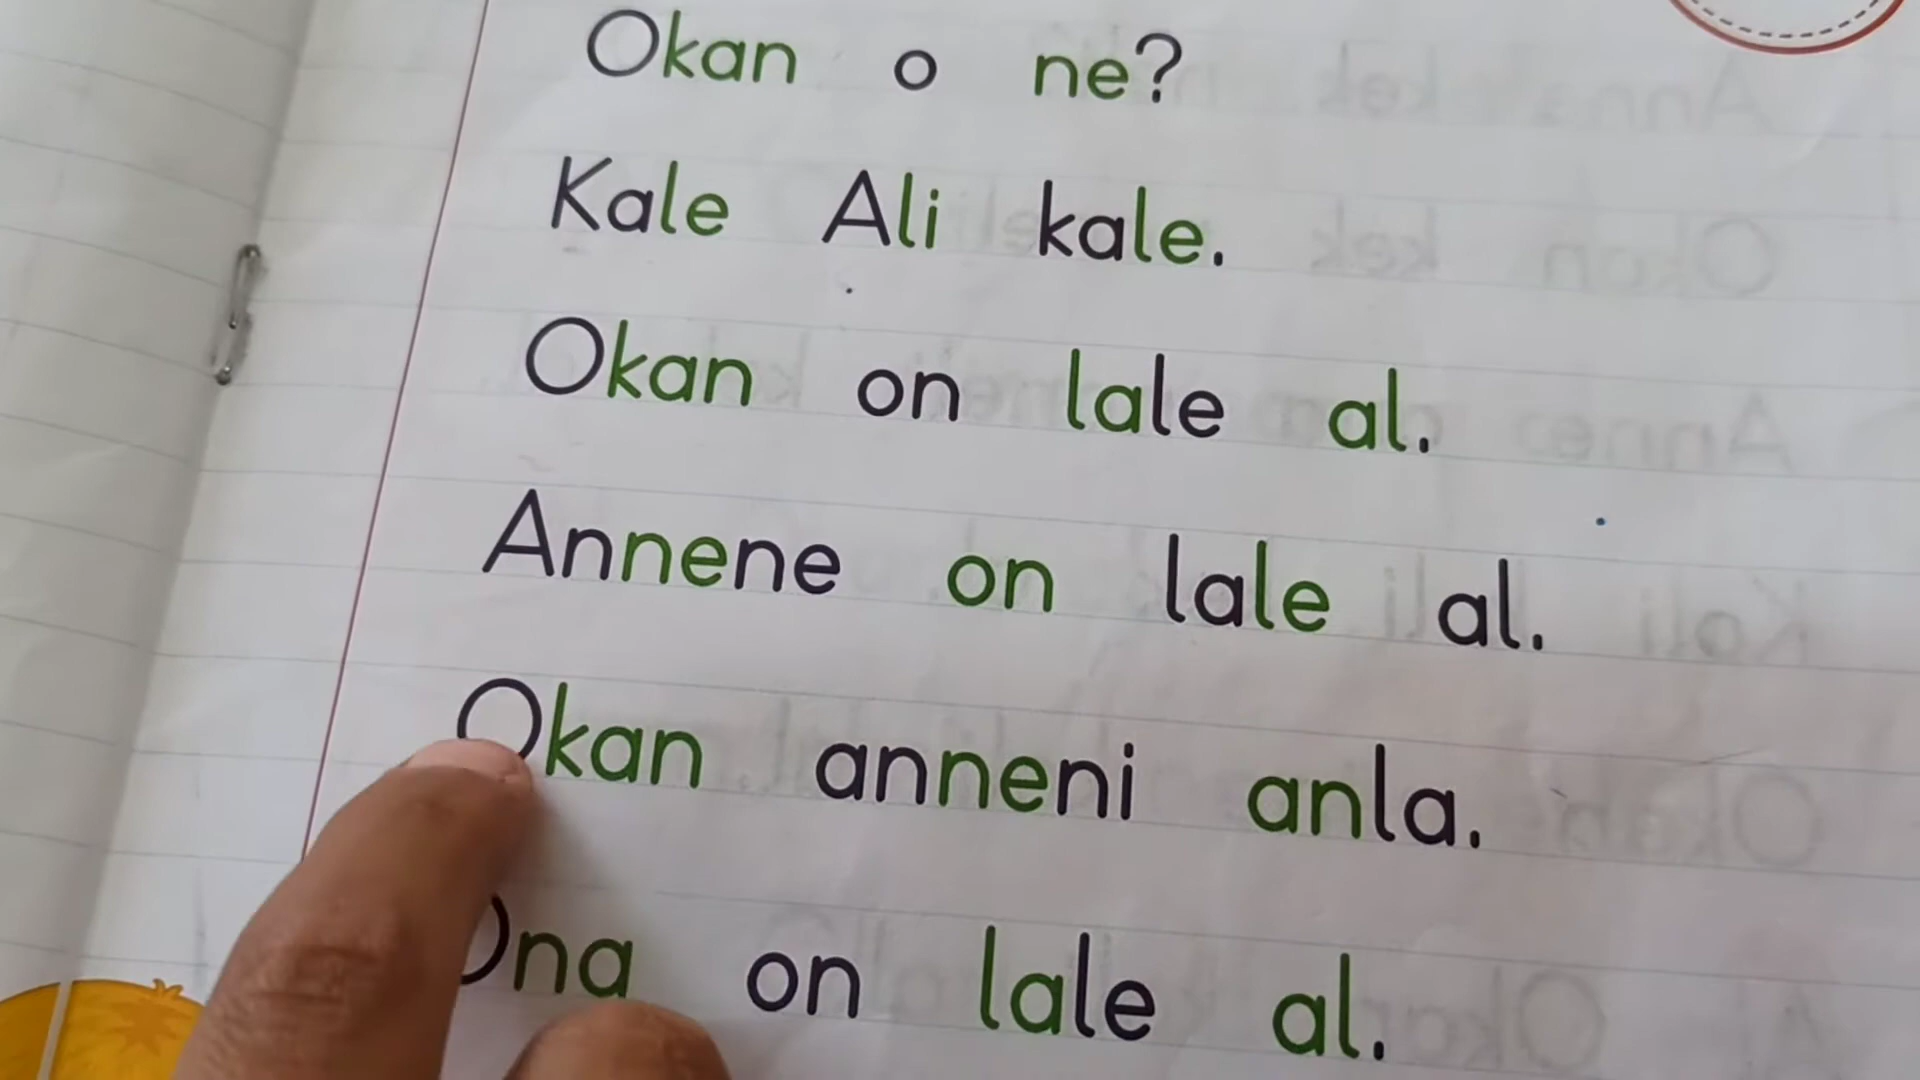 Okan o ne?
Kale Ali kale.
Okan on lale al.
Annene on lale al.
Okan anneni anla.
Ona on lale al.